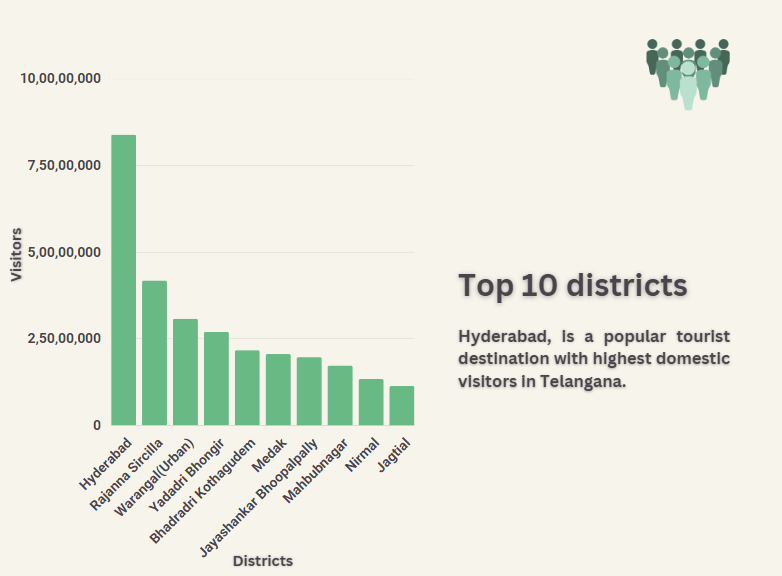 10,00,00,000
7,50,00,000
5,00,00,000
2,50,00,000
0
Visitors
Hyderabad
Rajanna Sircilla
Warangal(Urban)
Yadadri Bhongir
Bhadradri Kothagudem
Medak
Jayashankar Bhoopalpally
Mahbubnagar
Nirmal
Jagtial
Districts
Top 10 districts
Hyderabad, is a popular tourist
destination with highest domestic
visitors in Telangana.